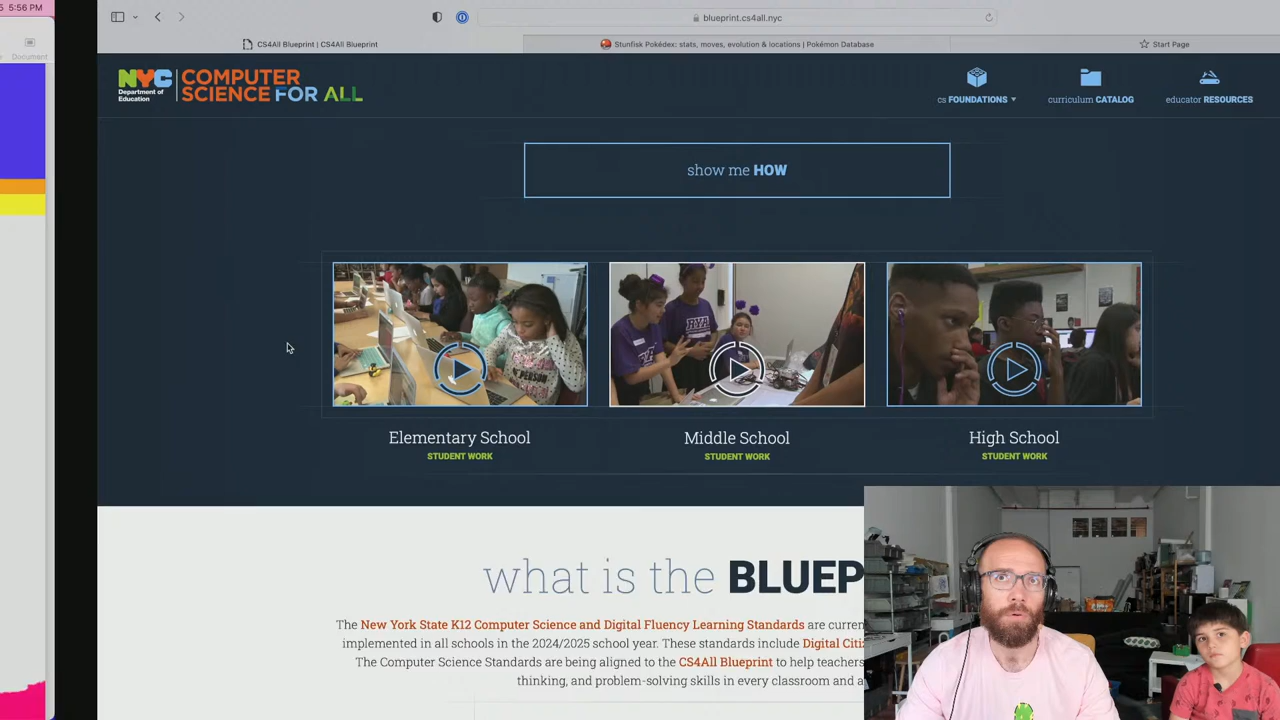 5:56 PM
Document
blueprint.cs4all.nyc
CS4All Blueprint | CS4All Blueprint
Stunfisk Pokédex: stats, moves, evolution & locations | Pokémon Database
Start Page
NYC
Department of
Education
COMPUTER
SCIENCE FOR ALL
cs FOUNDATIONS
curriculum CATALOG
educator RESOURCES
show me HOW
Elementary School
STUDENT WORK
Middle School
STUDENT WORK
High School
STUDENT WORK
what is the BLUEP
The New York State K12 Computer Science and Digital Fluency Learning Standards are curren
implemented in all schools in the 2024/2025 school year. These standards include Digital Citiz
The Computer Science Standards are being aligned to the CS4All Blueprint to help teachers
thinking, and problem-solving skills in every classroom and a